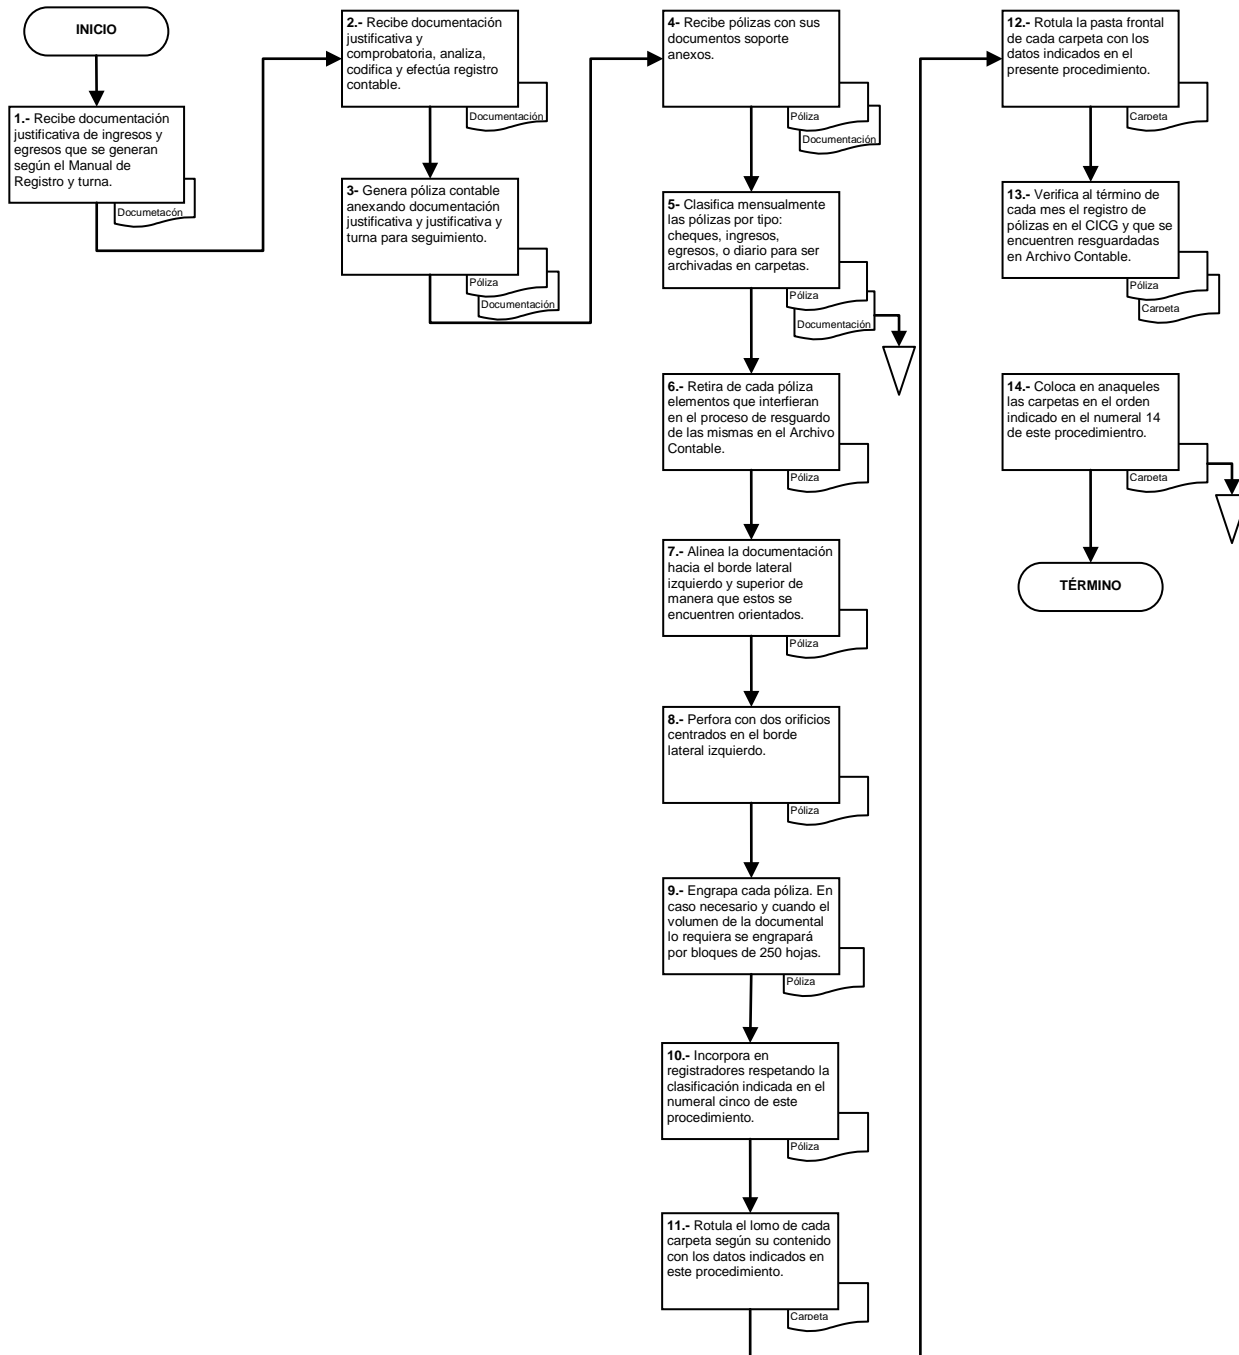 INICIO
1.- Recibe documentación
justificativa de ingresos y
egresos que se generan
según el Manual de
Registro y turna.
Documetacón
2.- Recibe documentación
justificativa y
comprobatoria, analiza,
codifica y efectúa registro
contable.
Documentación
3- Genera póliza contable
anexando documentación
justificativa y justificativa y
turna para seguimiento.
Póliza
Documentación
4- Recibe pólizas con sus
documentos soporte
anexos.
Póliza
Documentación
5- Clasifica mensualmente
las pólizas por tipo:
cheques, ingresos,
egresos, o diario para ser
archivadas en carpetas.
Póliza
Documentación
6.- Retira de cada póliza
elementos que interfieran
en el proceso de resguardo
de las mismas en el Archivo
Contable.
Póliza
7.- Alinea la documentación
hacia el borde lateral
izquierdo y superior de
manera que estos se
encuentren orientados.
Póliza
8.- Perfora con dos orificios
centrados en el borde
lateral izquierdo.
Póliza
9.- Engrapa cada póliza. En
caso necesario y cuando el
volumen de la documental
lo requiera se engrapará
por bloques de 250 hojas.
Póliza
10.- Incorpora en
registradores respetando la
clasificación indicada en el
numeral cinco de este
procedimiento.
Póliza
11.- Rotula el lomo de cada
carpeta según su contenido
con los datos indicados en
este procedimiento.
Carpeta
12.- Rotula la pasta frontal
de cada carpeta con los
datos indicados en el
presente procedimiento.
Carpeta
13.- Verifica al término de
cada mes el registro de
pólizas en el CICG y que se
encuentren resguardadas
en Archivo Contable.
Póliza
Carpeta
14.- Coloca en anaqueles
las carpetas en el orden
indicado en el numeral 14
de este procedimientro.
Carpeta
TÉRMINO